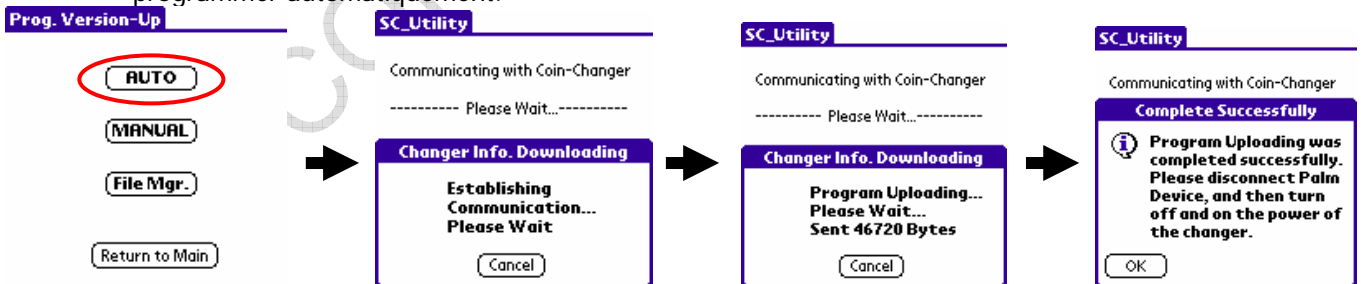 programmer automatiquement.
Prog. Version-Up
AUTO
MANUAL
File Mgr.
Return to Main
SC_Utility
Communicating with Coin-Changer
---------- Please Wait...----------
Changer Info. Downloading
Establishing
Communication...
Please Wait
Cancel
SC_Utility
Communicating with Coin-Changer
---------- Please Wait...----------
Changer Info. Downloading
Program Uploading...
Please Wait...
Sent 46720 Bytes
Cancel
SC_Utility
Communicating with Coin-Changer
Complete Successfully
Program Uploading was
completed successfully.
Please disconnect Palm
Device, and then turn
off and on the power of
the changer.
OK